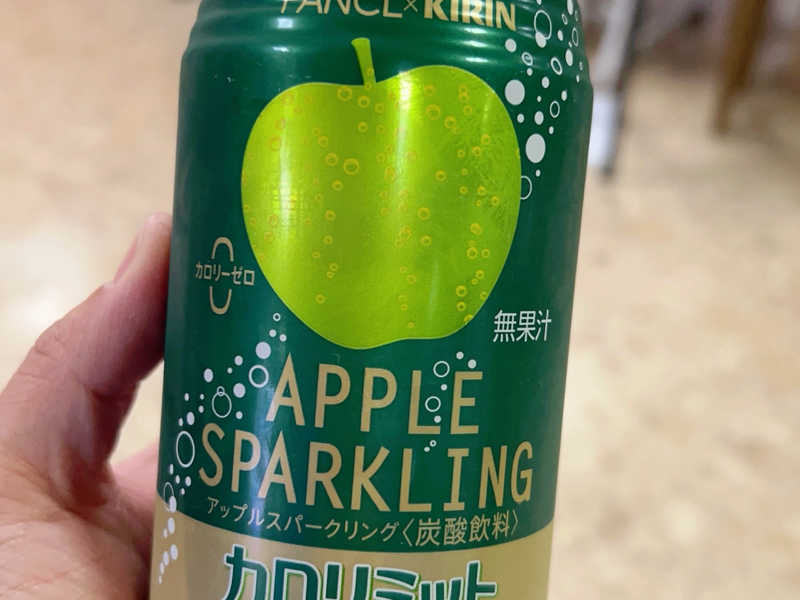 FANCL×KIRIN
カロリーゼロ
無果汁
APPLE
SPARKLING
アップルスパークリング〈炭酸飲料〉
カロリミット